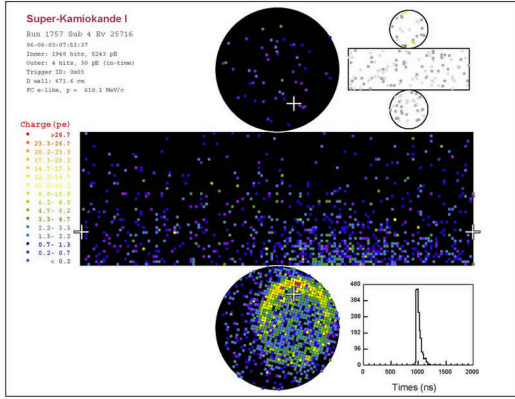 Super-Kamiokande I
Run 1757 Sub 4 Ev 25716
96-06-03:07:51:37
Inner: 1948 hits, 5243 pE
Outer: 4 hits, 30 pE (in-time)
Trigger ID: 0x03
D wall: 671.6 cm
FC e-like, p = 618.1 MeV/c
Charge(pe)
>26.7
23.3-26.7
20.2-23.3
17.3-20.2
14.7-17.3
12.2-14.7
10.0-12.2
8.0-10.0
6.2- 8.0
4.7- 6.2
3.3- 4.7
2.2- 3.3
1.3- 2.2
0.7- 1.3
0.2- 0.7
< 0.2
480
384
288
192
96
0
0 500 1000 1500 2000
Times (ns)